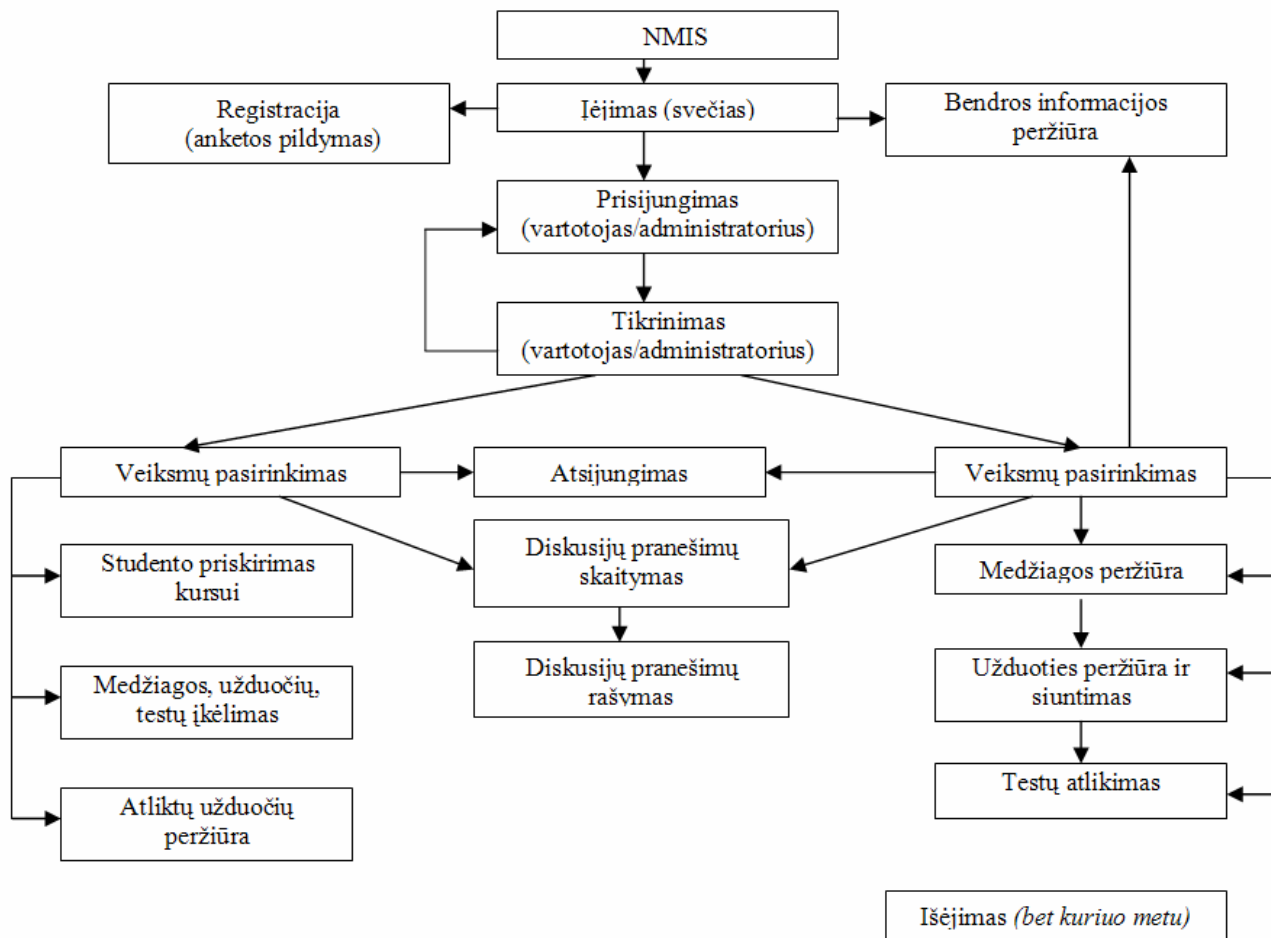 NMIS
Registracija
(anketos pildymas)
Įėjimas (svečias)
Bendros informacijos
peržiūra
Prisijungimas
(vartotojas/administratorius)
Tikrinimas
(vartotojas/administratorius)
Veiksmų pasirinkimas
Atsijungimas
Veiksmų pasirinkimas
Studento priskirimas
kursui
Diskusijų pranešimų
skaitymas
Medžiagos peržiūra
Medžiagos, užduočių,
testų įkėlimas
Diskusijų pranešimų
rašymas
Užduoties peržiūra ir
siuntimas
Atliktų užduočių
peržiūra
Testų atlikimas
Išėjimas (bet kuriuo metu)